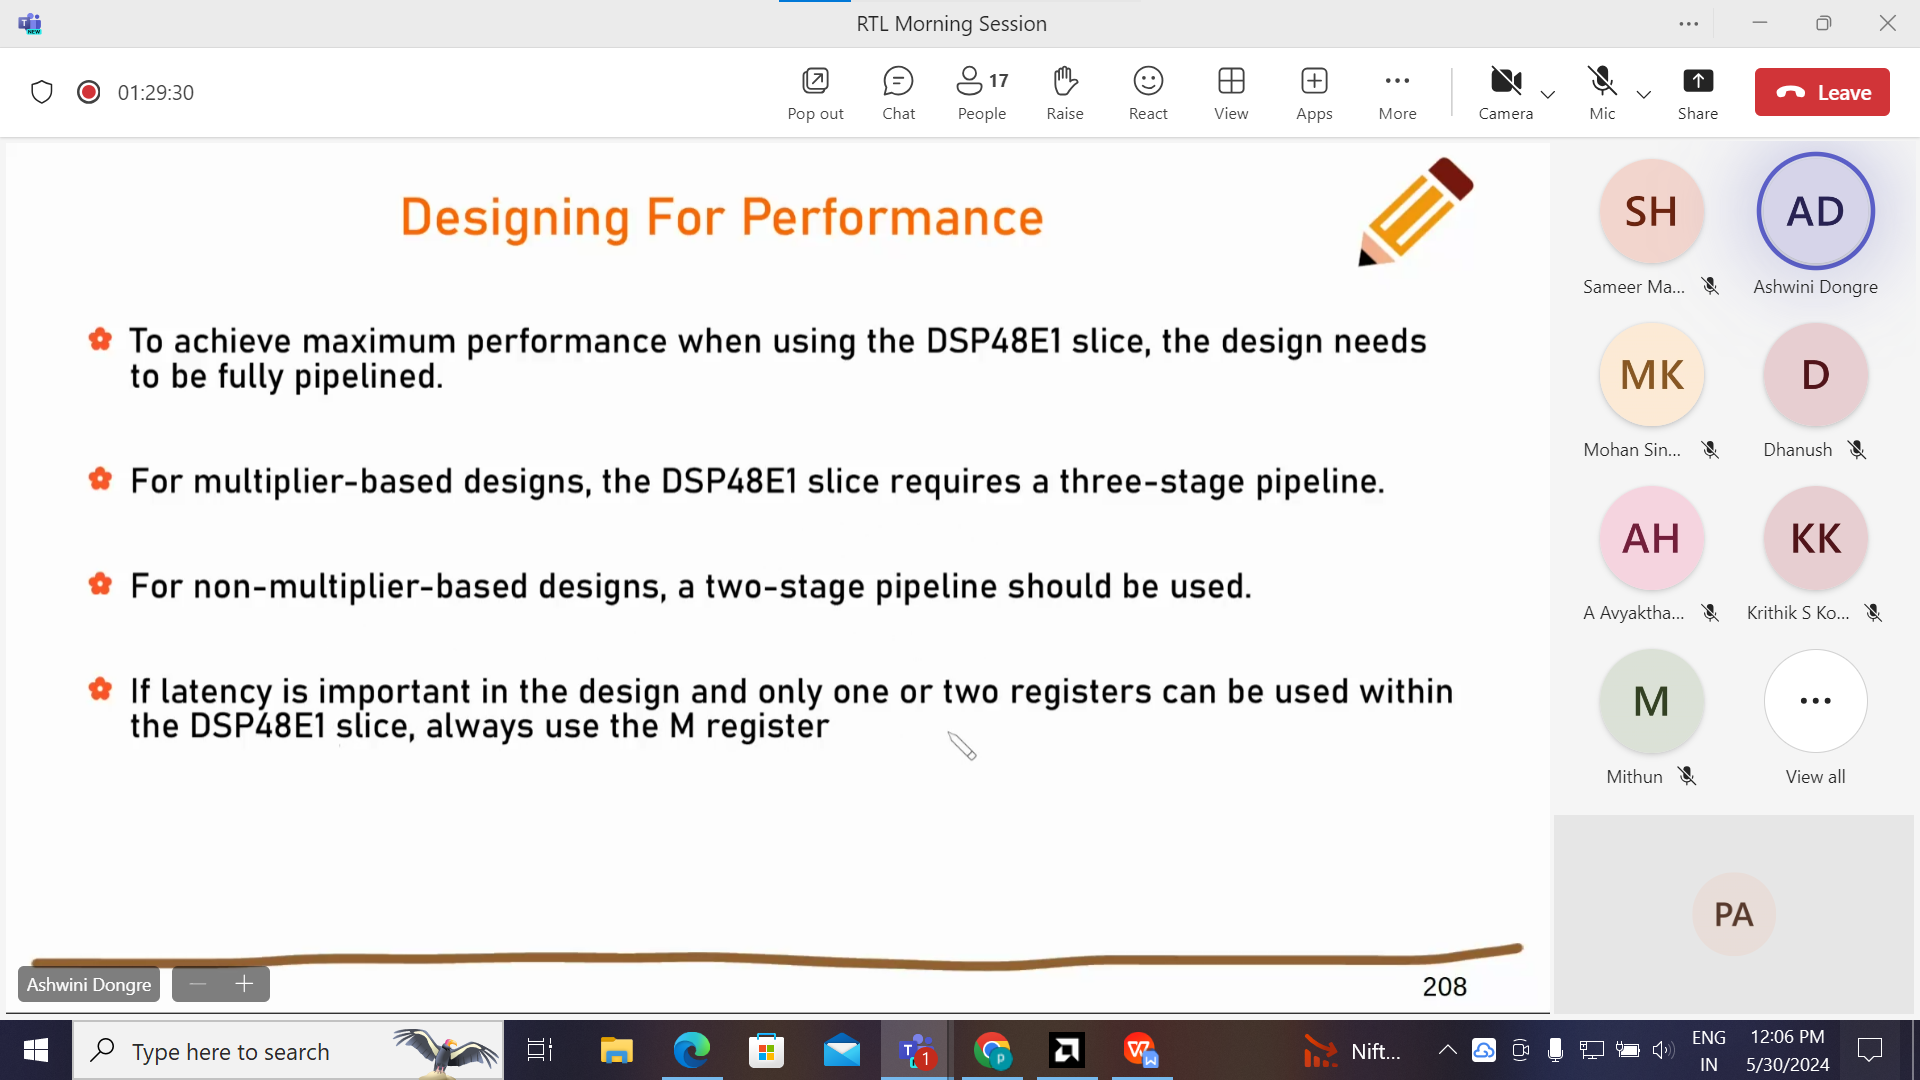 RTL Morning Session
01:29:30
Pop out
Chat
17
People
Raise
React
View
Apps
More
Camera
Mic
Share
Leave
Designing For Performance
To achieve maximum performance when using the DSP48E1 slice, the design needs
to be fully pipelined.
For multiplier-based designs, the DSP48E1 slice requires a three-stage pipeline.
For non-multiplier-based designs, a two-stage pipeline should be used.
If latency is important in the design and only one or two registers can be used within
the DSP48E1 slice, always use the M register
208
Ashwini Dongre
SH
Sameer Ma...
AD
Ashwini Dongre
MK
Mohan Sin...
D
Dhanush
AH
A Avyaktha...
KK
Krithik S Ko...
M
Mithun
View all
PA
Type here to search
1
Nift...
ENG
IN
12:06 PM
5/30/2024